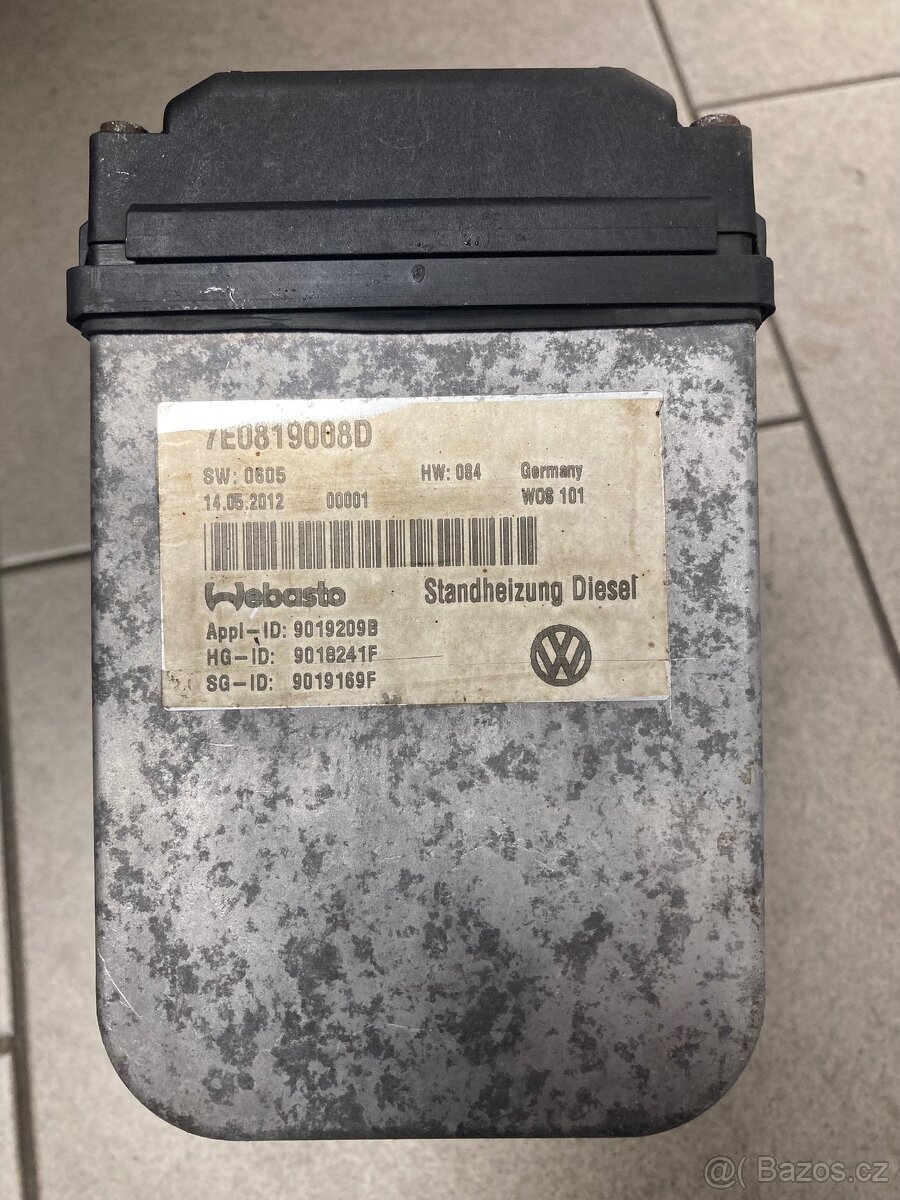 7E0819008D
SW: 0605 HW: 084 Germany
14.05.2012 00001 WOS 101
Webasto Standheizung Diesel
Appl-ID: 9019209B
HG-ID: 9018241F
SG-ID: 9019169F
@( Bazos.cz